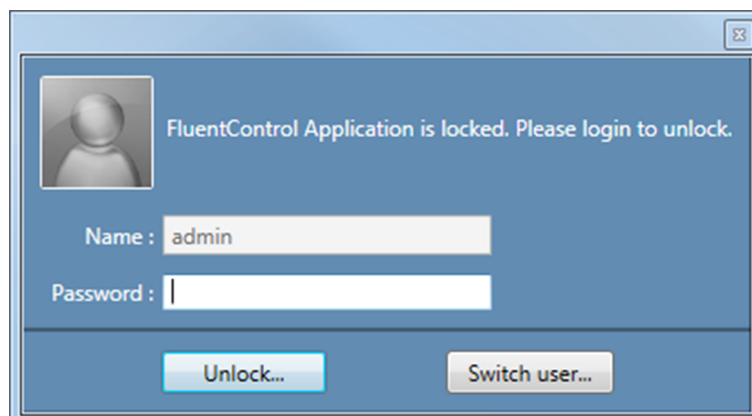 FluentControl Application is locked. Please login to unlock.
Name : admin
Password :
Unlock... Switch user...